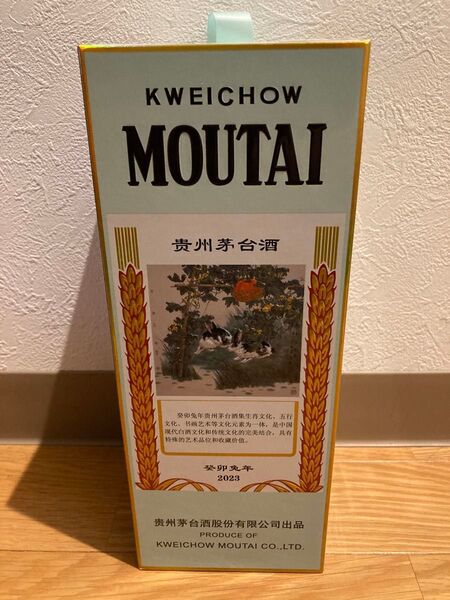 KWEICHOW
MOUTAI
贵州茅台酒
癸卯兔年贵州茅台酒集生肖文化，五行
文化、书画艺术等文化元素为一体，是中国
现代白酒文化和传统文化的完美结合，具有
特殊的艺术品位和收藏价值。
癸卯兔年
2023
贵州茅台酒股份有限公司出品
PRODUCE OF
KWEICHOW MOUTAI CO.,LTD.